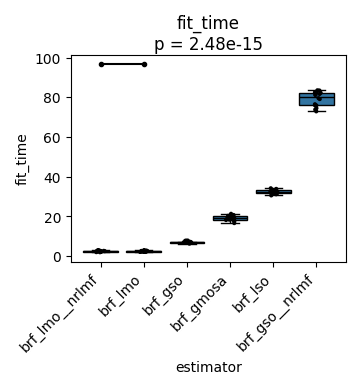 fit_time
p = 2.48e-15
100
80
60
40
20
0
fit_time
brf_lmo__nrlmf
brf_lmo
brf_gso
brf_gmosa
brf_lso
brf_gso__nrlmf
estimator